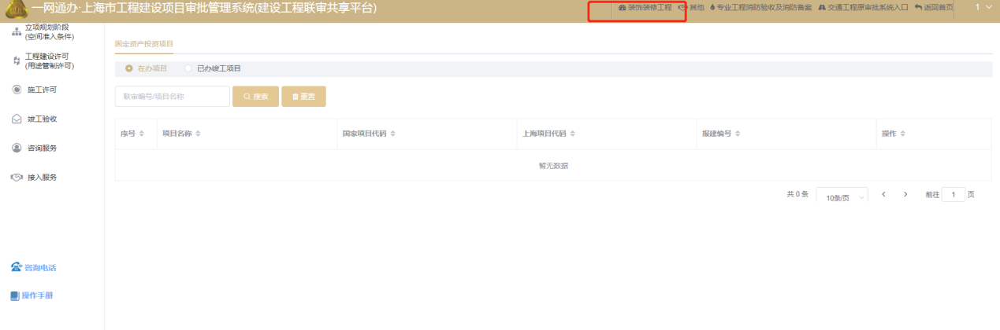 一网通办·上海市工程建设项目审批管理系统(建设工程联审共享平台)
装饰装修工程 其他 专业工程消防验收及消防备案 交通工程原审批系统入口 返回首页 1
立项规划阶段
(空间准入条件)
工程建设许可
(用途管制许可)
施工许可
竣工验收
咨询服务
接入服务
咨询电话
操作手册
固定资产投资项目
在办项目 已办竣工项目
联审编号/项目名称 搜索 重置
序号 项目名称 国家项目代码 上海项目代码 报建编号 操作
暂无数据
共 0 条 10条/页 前往 1 页